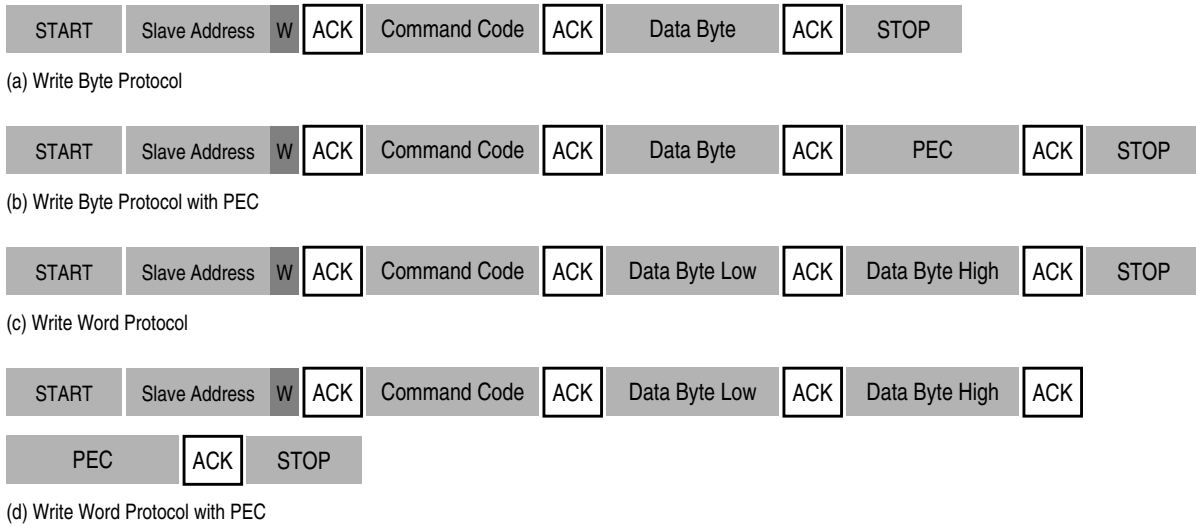 START Slave Address W ACK Command Code ACK Data Byte ACK STOP
(a) Write Byte Protocol
START Slave Address W ACK Command Code ACK Data Byte ACK PEC ACK STOP
(b) Write Byte Protocol with PEC
START Slave Address W ACK Command Code ACK Data Byte Low ACK Data Byte High ACK STOP
(c) Write Word Protocol
START Slave Address W ACK Command Code ACK Data Byte Low ACK Data Byte High ACK
PEC ACK STOP
(d) Write Word Protocol with PEC